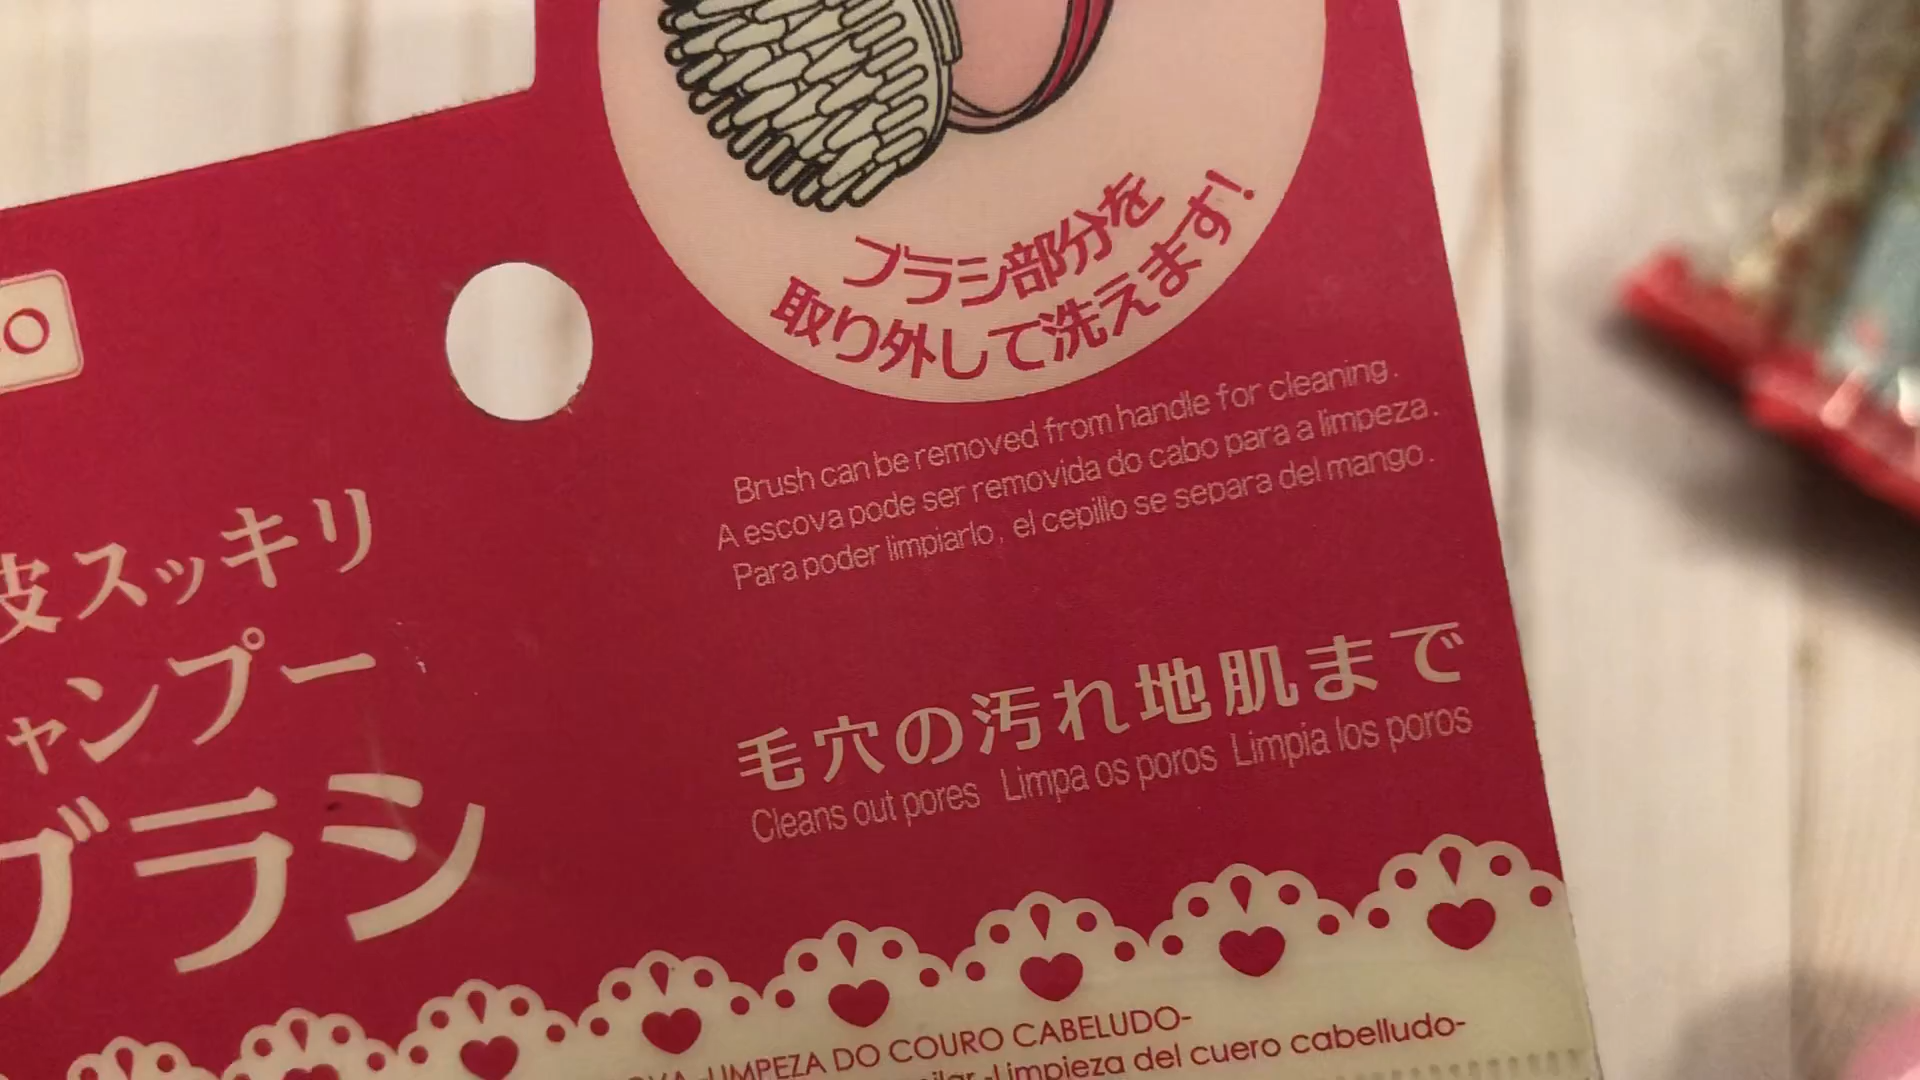 ブラシ部分を
取り外して洗えます!
Brush can be removed from handle for cleaning.
A escova pode ser removida do cabo para a limpeza.
Para poder limpiarlo, el cepillo se separa del mango.
皮スッキリ
ャンプー
ブラシ
毛穴の汚れ地肌まで
Cleans out pores Limpa os poros Limpia los poros
LIMPEZA DO COURO CABELUDO-
-Limpieza del cuero cabelludo-